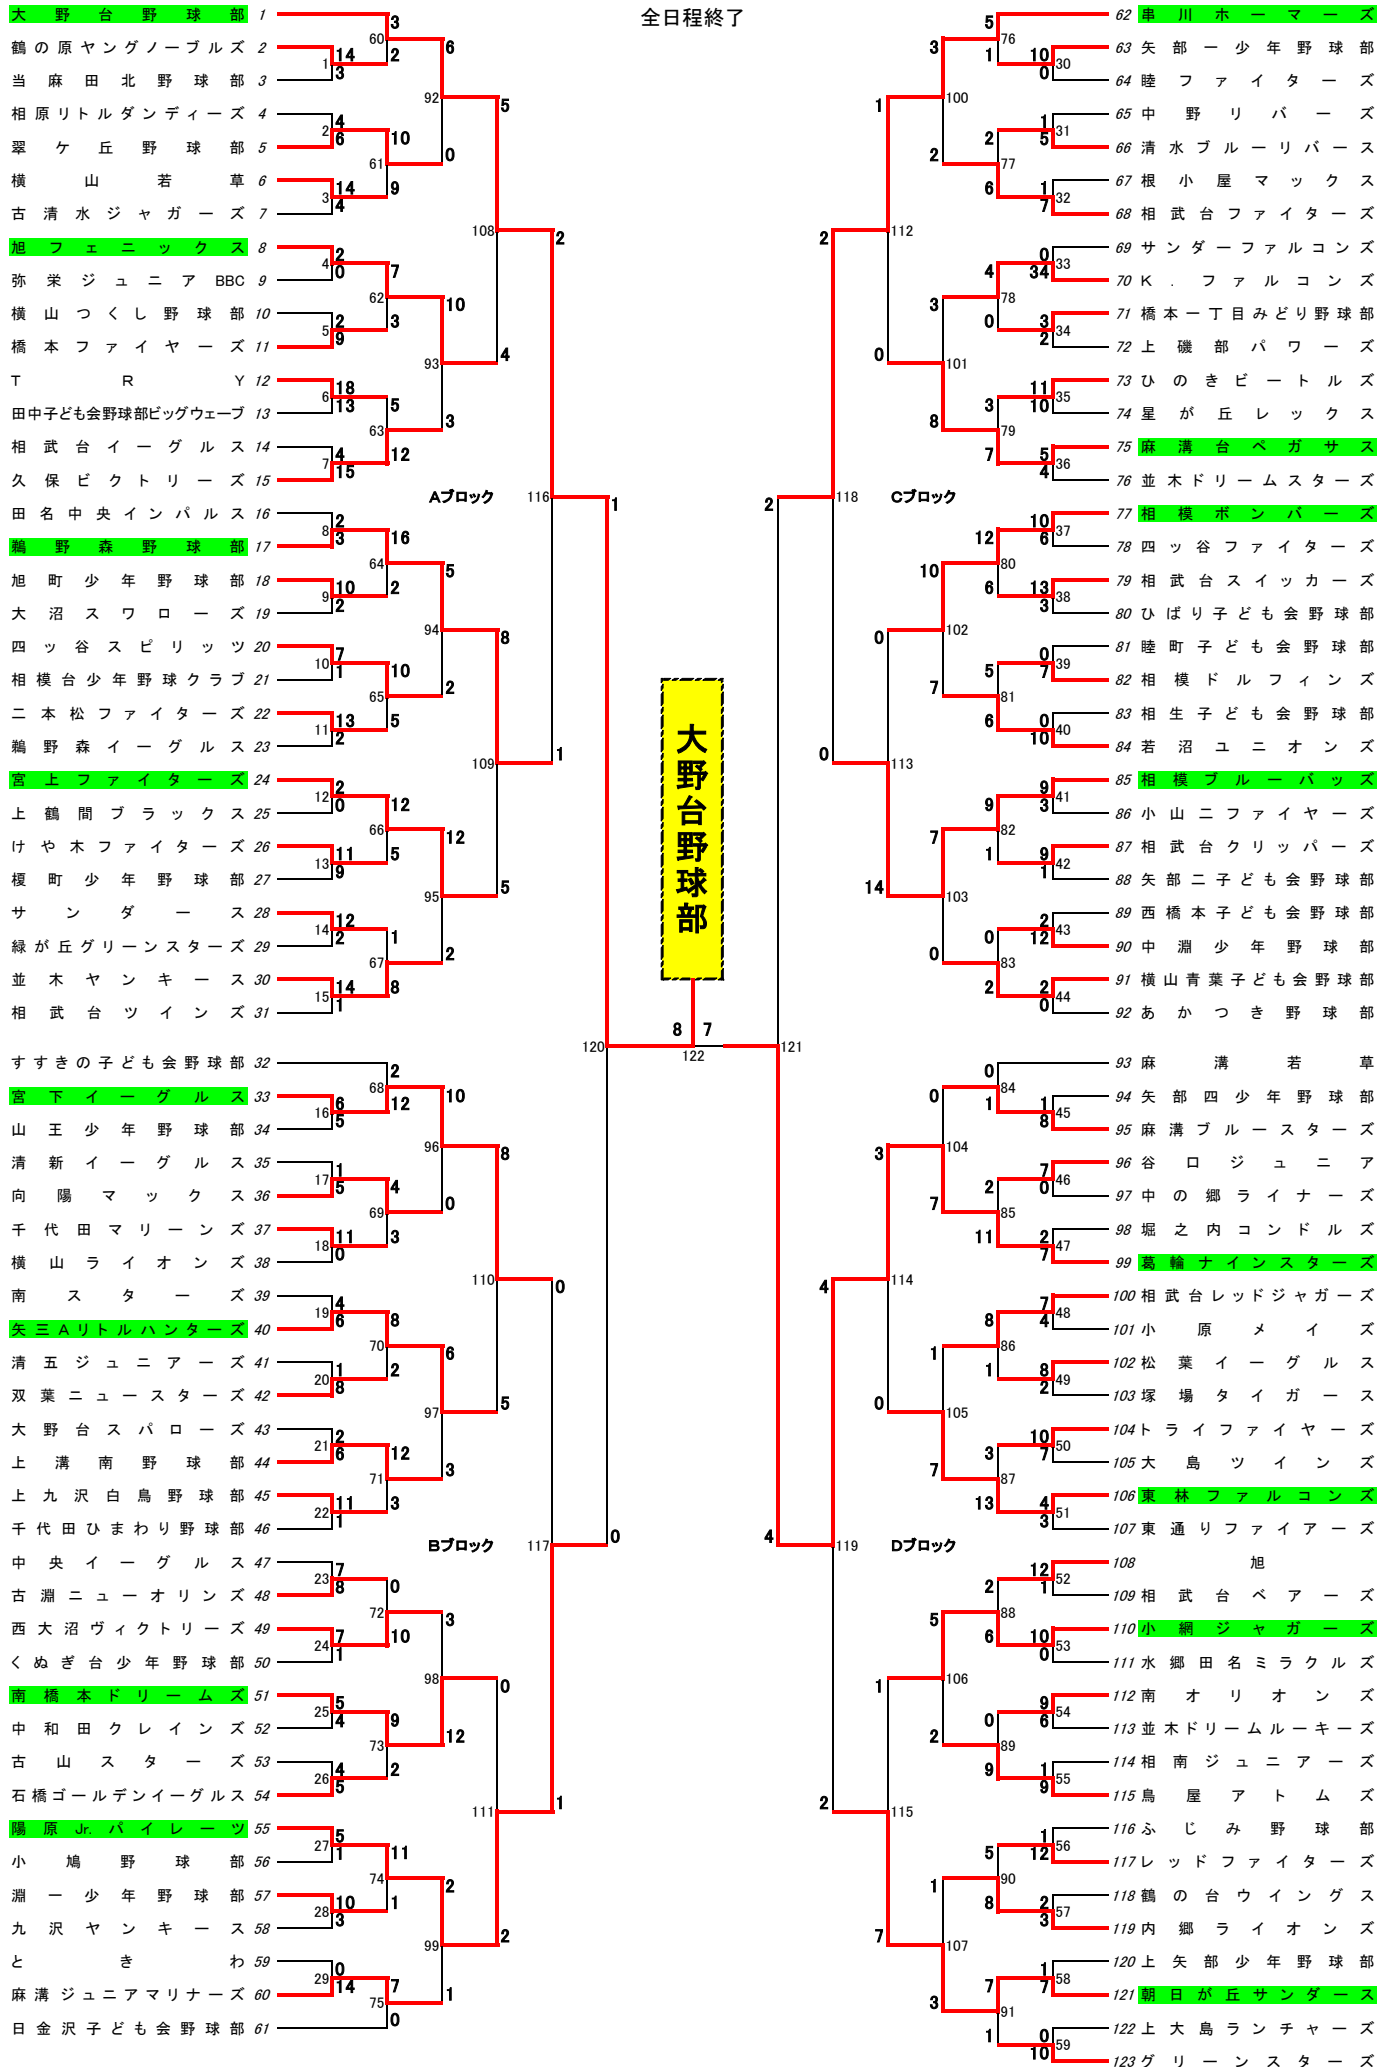 全日程終了
大野台野球部 1
鶴の原ヤングノーブルズ 2
当麻田北野球部 3
相原リトルダンディーズ 4
翠ケ丘野球部 5
横山若草 6
古清水ジャガーズ 7
旭フェニックス 8
弥栄ジュニアBBC 9
横山つくし野球部 10
橋本ファイヤーズ 11
TRY 12
田中子ども会野球部ビッグウェーブ 13
相武台イーグルス 14
久保ビクトリーズ 15
田名中央インパルス 16
鵜野森野球部 17
旭町少年野球部 18
大沼スワローズ 19
四ッ谷スピリッツ 20
相模台少年野球クラブ 21
二本松ファイターズ 22
鵜野森イーグルス 23
宮上ファイターズ 24
上鶴間ブラックス 25
けや木ファイターズ 26
榎町少年野球部 27
サンダース 28
緑が丘グリーンスターズ 29
並木ヤンキース 30
相武台ツインズ 31
すすきの子ども会野球部 32
宮下イーグルス 33
山王少年野球部 34
清新イーグルス 35
向陽マックス 36
千代田マリーンズ 37
横山ライオンズ 38
南スターズ 39
矢三Aリトルハンターズ 40
清五ジュニアーズ 41
双葉ニュースターズ 42
大野台スパローズ 43
上溝南野球部 44
上九沢白鳥野球部 45
千代田ひまわり野球部 46
中央イーグルス 47
古淵ニューオリンズ 48
西大沼ヴィクトリーズ 49
くぬぎ台少年野球部 50
南橋本ドリームズ 51
中和田クレインズ 52
古山スターズ 53
石橋ゴールデンイーグルス 54
陽原Jr.パイレーツ 55
小鳩野球部 56
淵一少年野球部 57
九沢ヤンキース 58
ときわ 59
麻溝ジュニアマリナーズ 60
日金沢子ども会野球部 61
Aブロック
Bブロック
大野台野球部
8 7
122
Cブロック
Dブロック
62 串川ホーマーズ
63 矢部一少年野球部
64 睦ファイターズ
65 中野リバーズ
66 清水ブルーリバース
67 根小屋マックス
68 相武台ファイターズ
69 サンダーファルコンズ
70 K.ファルコンズ
71 橋本一丁目みどり野球部
72 上磯部パワーズ
73 ひのきビートルズ
74 星が丘レックス
75 麻溝台ペガサス
76 並木ドリームスターズ
77 相模ボンバーズ
78 四ッ谷ファイターズ
79 相武台スイッカーズ
80 ひばり子ども会野球部
81 睦町子ども会野球部
82 相模ドルフィンズ
83 相生子ども会野球部
84 若沼ユニオンズ
85 相模ブルーバッズ
86 小山二ファイヤーズ
87 相武台クリッパーズ
88 矢部二子ども会野球部
89 西橋本子ども会野球部
90 中淵少年野球部
91 横山青葉子ども会野球部
92 あかつき野球部
93 麻溝若草
94 矢部四少年野球部
95 麻溝ブルースターズ
96 谷口ジュニア
97 中の郷ライナーズ
98 堀之内コンドルズ
99 葛輪ナインスターズ
100 相武台レッドジャガーズ
101 小原メイズ
102 松葉イーグルス
103 塚場タイガース
104 トライファイヤーズ
105 大島ツインズ
106 東林ファルコンズ
107 東通りファイアーズ
108 旭
109 相武台ベアーズ
110 小網ジャガーズ
111 水郷田名ミラクルズ
112 南オリオンズ
113 並木ドリームルーキーズ
114 相南ジュニアーズ
115 鳥屋アトムズ
116 ふじみ野球部
117 レッドファイターズ
118 鶴の台ウイングス
119 内郷ライオンズ
120 上矢部少年野球部
121 朝日が丘サンダース
122 上大島ランチャーズ
123 グリーンスターズ